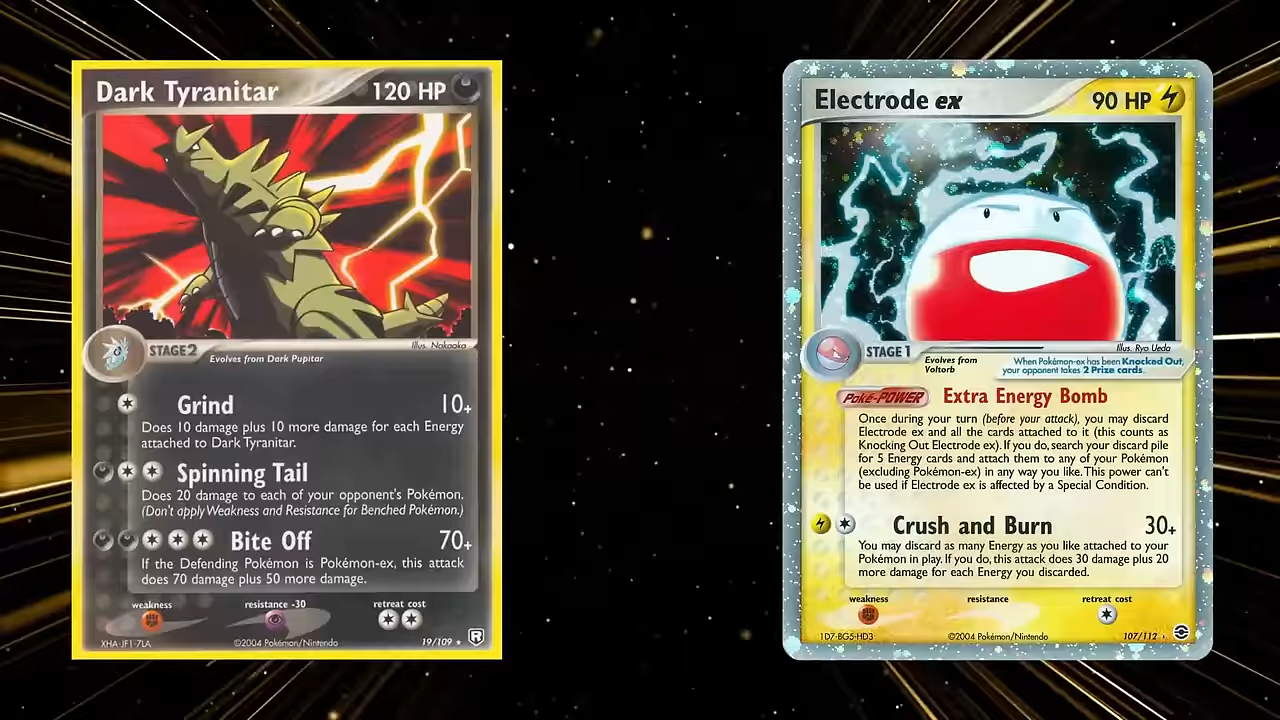 Dark Tyranitar 120 HP
Illus. Nakaoka
STAGE2 Evolves from Dark Pupitar
Grind 10+
Does 10 damage plus 10 more damage for each Energy
attached to Dark Tyranitar.
Spinning Tail
Does 20 damage to each of your opponent's Pokémon.
(Don't apply Weakness and Resistance for Benched Pokémon.)
Bite Off 70+
If the Defending Pokémon is Pokémon-ex, this attack
does 70 damage plus 50 more damage.
weakness resistance -30 retreat cost
XHA-JF1-7LA ©2004 Pokémon/Nintendo 19/109 R
Electrode ex 90 HP
Illus. Ryo Ueda
STAGE 1 Evolves from
Voltorb
When Pokémon-ex has been Knocked Out,
your opponent takes 2 Prize cards.
Poké-POWER Extra Energy Bomb
Once during your turn (before your attack), you may discard
Electrode ex and all the cards attached to it (this counts as
Knocking Out Electrode ex). If you do, search your discard pile
for 5 Energy cards and attach them to any of your Pokémon
(excluding Pokémon-ex) in any way you like. This power can't
be used if Electrode ex is affected by a Special Condition.
Crush and Burn 30+
You may discard as many Energy as you like attached to your
Pokémon in play. If you do, this attack does 30 damage plus 20
more damage for each Energy you discarded.
weakness resistance retreat cost
1D7-BG5-HD3 ©2004 Pokémon/Nintendo 107/112